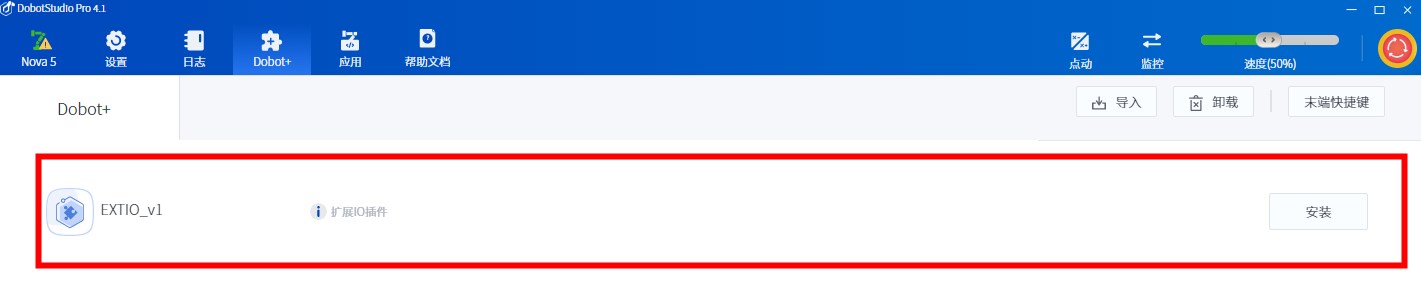 DobotStudio Pro 4.1
Nova 5 设置 日志 Dobot+ 应用 帮助文档 点动 监控 速度(50%)
Dobot+ 导入 卸载 末端快捷键
EXTIO_v1 扩展IO插件 安装